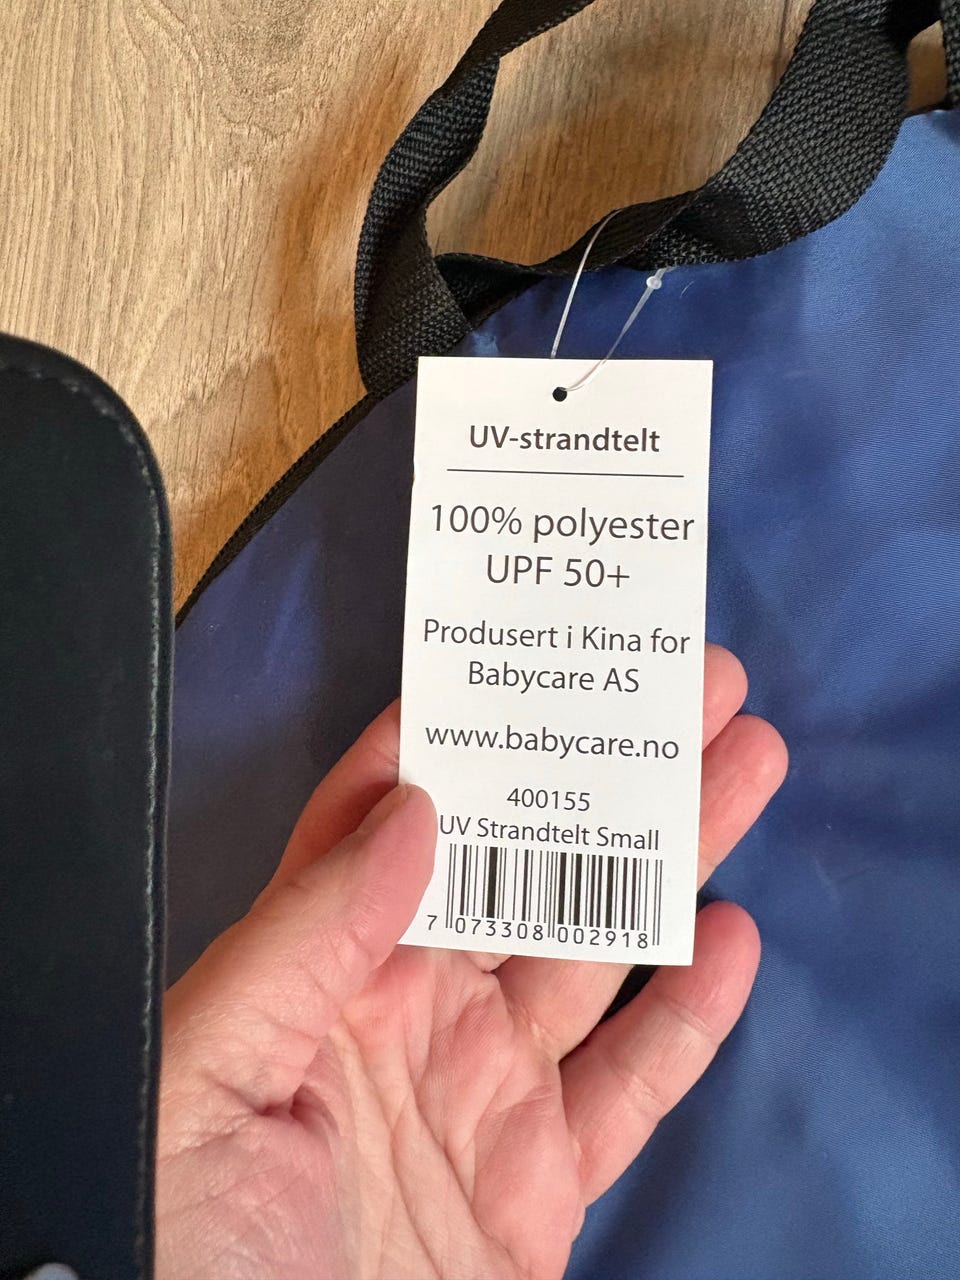 UV-strandtelt
100% polyester
UPF 50+
Produsert i Kina for
Babycare AS
www.babycare.no
400155
UV Strandtelt Small
7 073308 002918